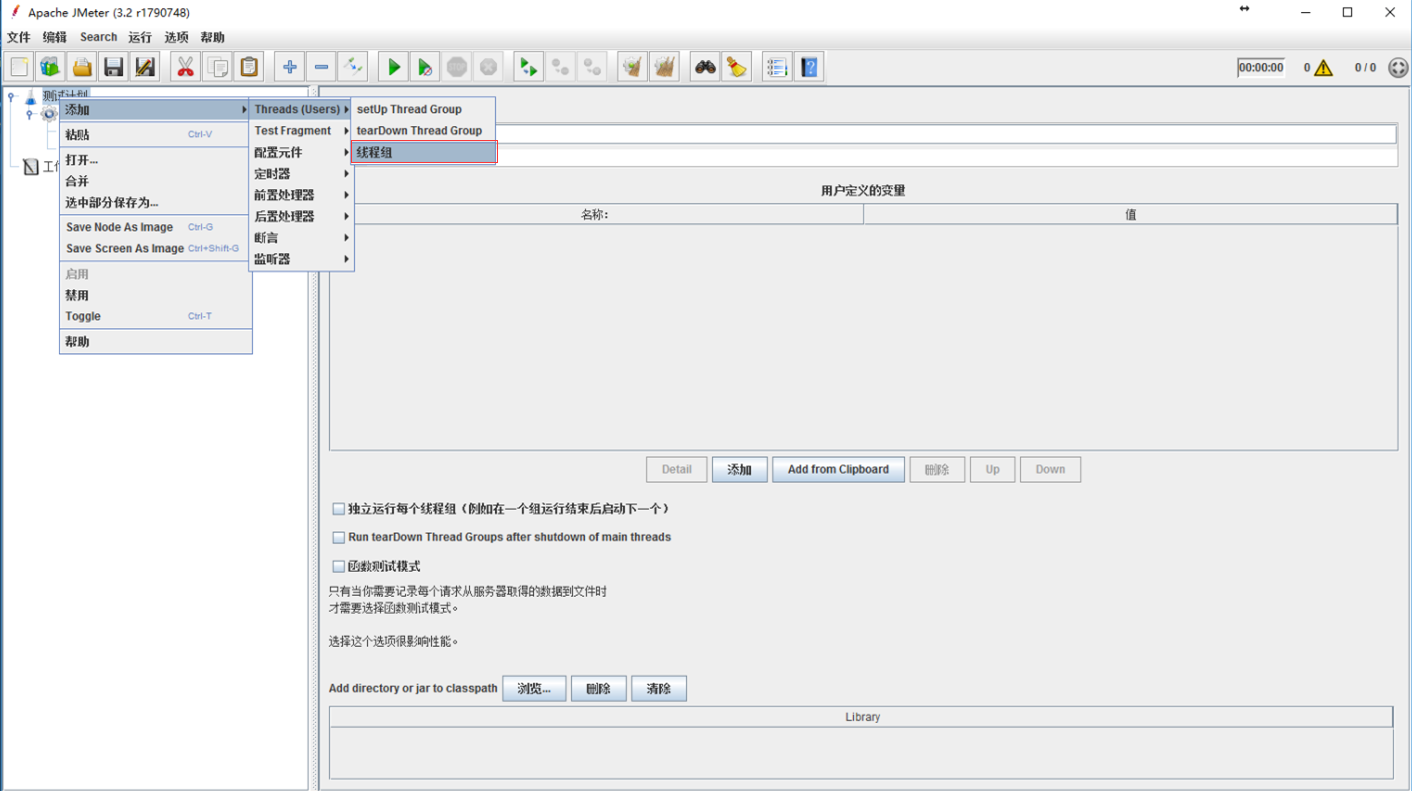 Apache JMeter (3.2 r1790748)
文件 编辑 Search 运行 选项 帮助
00:00:00 0 0 / 0
测试计划
添加
粘贴 Ctrl-V
打开...
合并
选中部分保存为...
Save Node As Image Ctrl-G
Save Screen As Image Ctrl+Shift-G
启用
禁用
Toggle Ctrl-T
帮助
Threads (Users)
Test Fragment
配置元件
定时器
前置处理器
后置处理器
断言
监听器
setUp Thread Group
tearDown Thread Group
线程组
用户定义的变量
名称: 值
Detail 添加 Add from Clipboard 删除 Up Down
独立运行每个线程组（例如在一个组运行结束后启动下一个）
Run tearDown Thread Groups after shutdown of main threads
函数测试模式
只有当你需要记录每个请求从服务器取得的数据到文件时
才需要选择函数测试模式。
选择这个选项很影响性能。
Add directory or jar to classpath 浏览... 删除 清除
Library